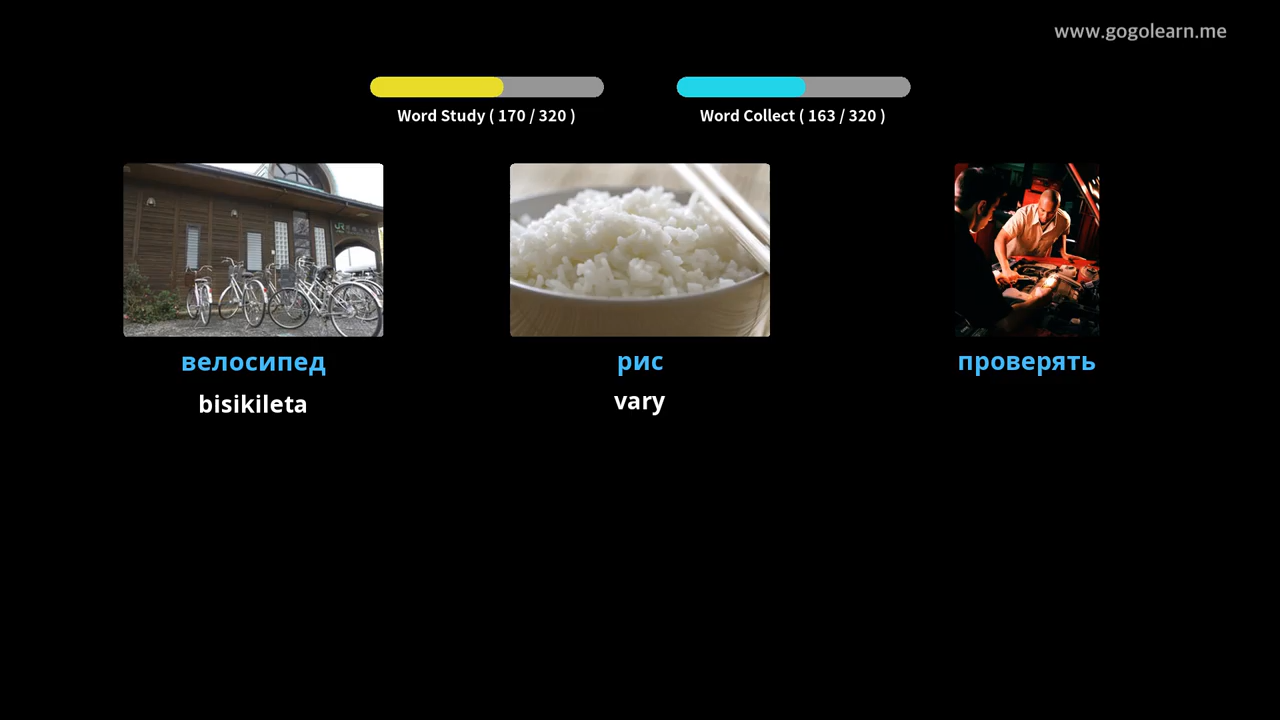 www.gogolearn.me
Word Study ( 170 / 320 )
Word Collect ( 163 / 320 )
велосипед
рис
проверять
bisikileta
vary